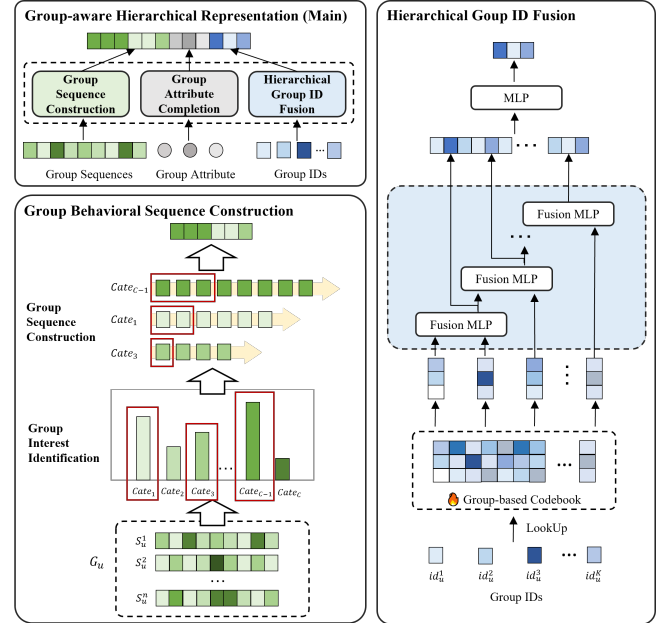 Group-aware Hierarchical Representation (Main)
Group
Sequence
Construction
Group
Attribute
Completion
Hierarchical
Group ID
Fusion
...
Group Sequences
Group Attribute
Group IDs
Group Behavioral Sequence Construction
Group
Sequence
Construction
Cate_{C-1}
Cate_1
Cate_3
Group
Interest
Identification
...
Cate_1 Cate_2 Cate_3 Cate_{C-1} Cate_C
G_u
S_u^1
S_u^2
...
S_u^n
Hierarchical Goup ID Fusion
MLP
...
Fusion MLP
...
Fusion MLP
Fusion MLP
...
...
Group-based Codebook
LookUp
...
id_u^1 id_u^2 id_u^3 id_u^K
Group IDs